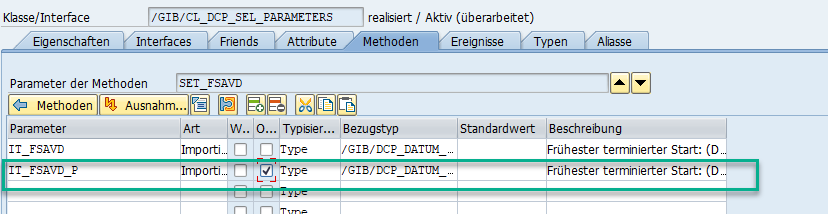 Klasse/Interface /GIB/CL_DCP_SEL_PARAMETERS realisiert / Aktiv (überarbeitet)
Eigenschaften Interfaces Friends Attribute Methoden Ereignisse Typen Aliasse
Parameter der Methoden SET_FSAVD
Methoden Ausnahm...
Parameter Art W... O... Typisier... Bezugstyp Standardwert Beschreibung
IT_FSAVD Importi... Type /GIB/DCP_DATUM_... Frühester terminierter Start: (D...
IT_FSAVD_P Importi... Type /GIB/DCP_DATUM_... Frühester terminierter Start: (D...
Type
Type